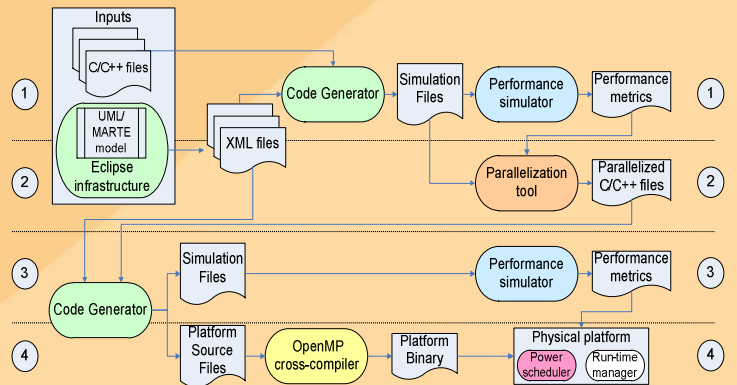 Inputs
C/C++ files
UML/
MARTE
model
Eclipse
infrastructure
XML files
Code Generator
Simulation
Files
Performance
simulator
Performance
metrics
1
1
2
Parallelization
tool
Parallelized
C/C++ files
2
3
Simulation
Files
Performance
simulator
Performance
metrics
3
Code Generator
4
Platform
Source
Files
OpenMP
cross-compiler
Platform
Binary
Physical platform
Power
scheduler
Run-time
manager
4